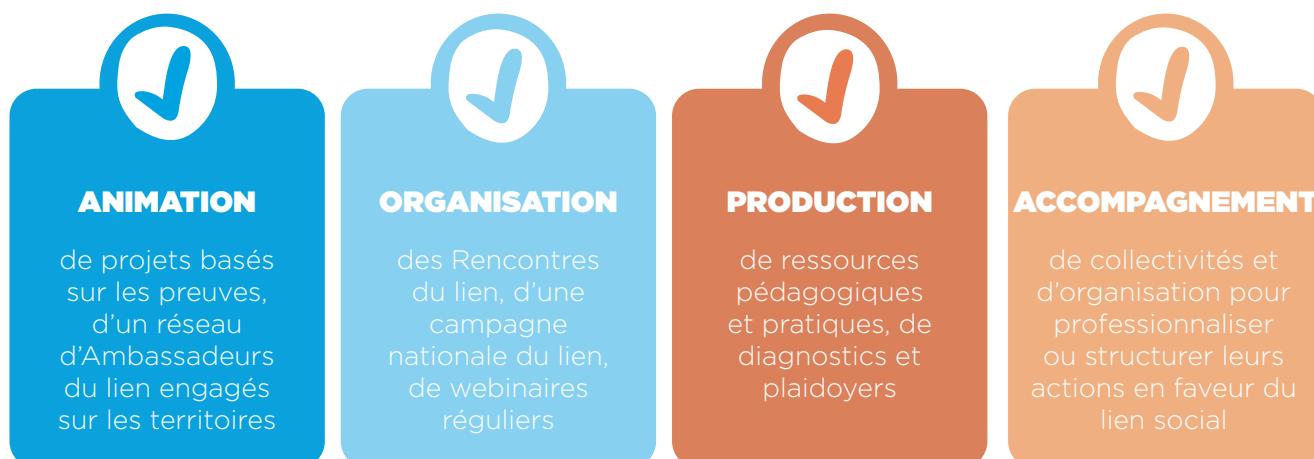 ANIMATION
de projets basés
sur les preuves,
d'un réseau
d'Ambassadeurs
du lien engagés
sur les territoires
ORGANISATION
des Rencontres
du lien, d'une
campagne
nationale du lien,
de webinaires
réguliers
PRODUCTION
de ressources
pédagogiques
et pratiques, de
diagnostics et
plaidoyers
ACCOMPAGNEMENT
de collectivités et
d'organisation pour
professionnaliser
ou structurer leurs
actions en faveur du
lien social